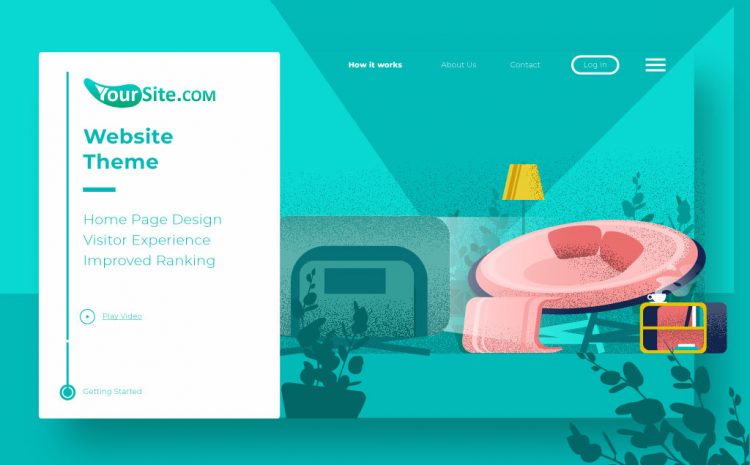 How it works
About Us
Contact
Log In
YourSite.COM
Website
Theme
Home Page Design
Visitor Experience
Improved Ranking
Play Video
Getting Started